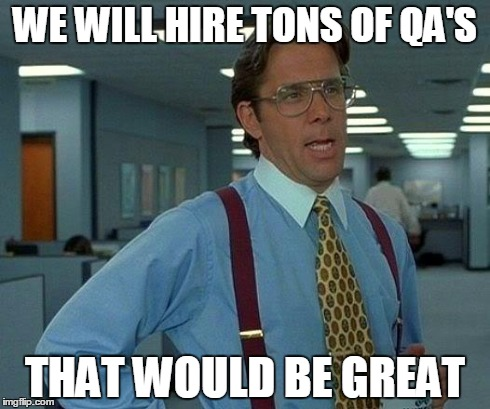 WE WILL HIRE TONS OF QA'S
THAT WOULD BE GREAT
imgflip.com